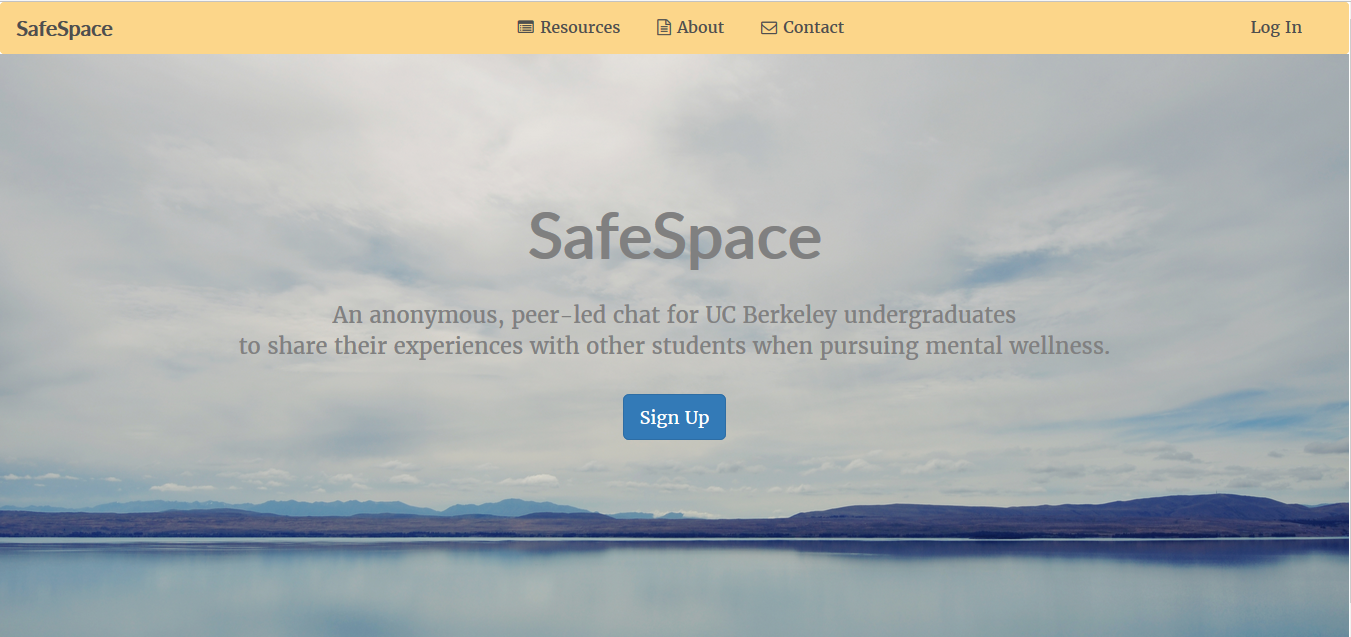 SafeSpace
Resources
About
Contact
Log In
SafeSpace
An anonymous, peer-led chat for UC Berkeley undergraduates
to share their experiences with other students when pursuing mental wellness.
Sign Up